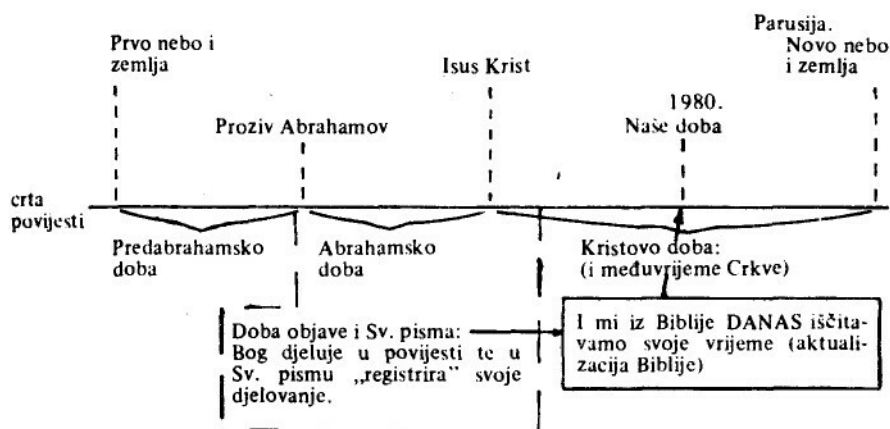 Prvo nebo i
zemlja
Isus Krist
Parusija.
Novo nebo
i zemlja
Proziv Abrahamov
1980.
Naše doba
crta
povijesti
Predabrahamsko
doba
Abrahamsko
doba
Kristovo doba:
(i međuvrijeme Crkve)
Doba objave i Sv. pisma:
Bog djeluje u povijesti te u
Sv. pismu „registrira” svoje
djelovanje.
I mi iz Biblije DANAS iščita-
vamo svoje vrijeme (aktuali-
zacija Biblije)